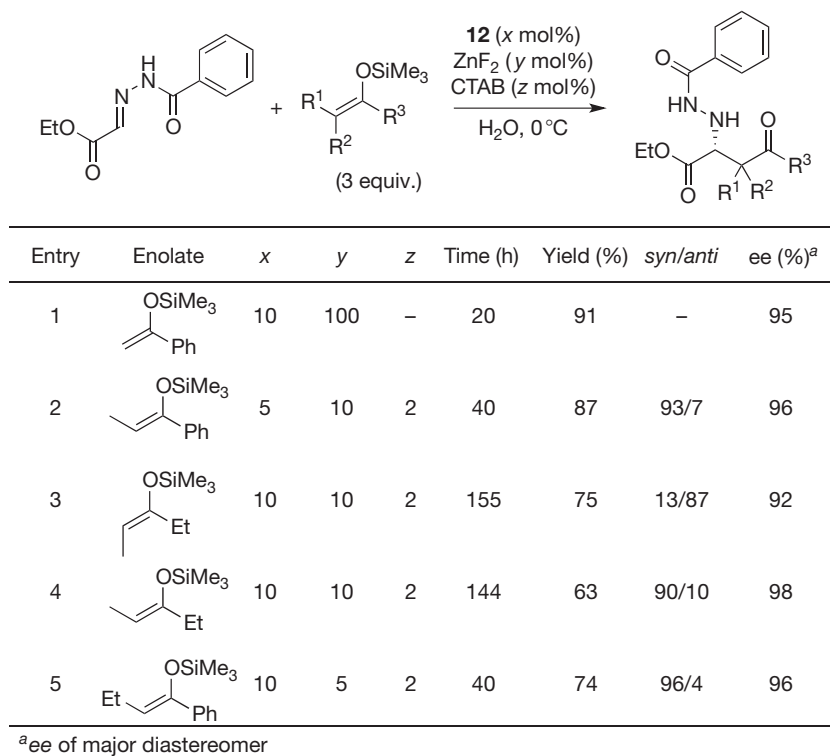 12 (x mol%)
ZnF2 (y mol%)
CTAB (z mol%)
H2O, 0 °C
EtO
O
N
N
H
O
+
R1
R2
OSiMe3
R3
(3 equiv.)
O
HN
NH
EtO
O
R1
R2
O
R3
Entry Enolate x y z Time (h) Yield (%) syn/anti ee (%)a
1 OSiMe3 Ph 10 100 – 20 91 – 95
2 OSiMe3 Ph 5 10 2 40 87 93/7 96
3 OSiMe3 Et 10 10 2 155 75 13/87 92
4 OSiMe3 Et 10 10 2 144 63 90/10 98
5 Et OSiMe3 Ph 10 5 2 40 74 96/4 96
aee of major diastereomer